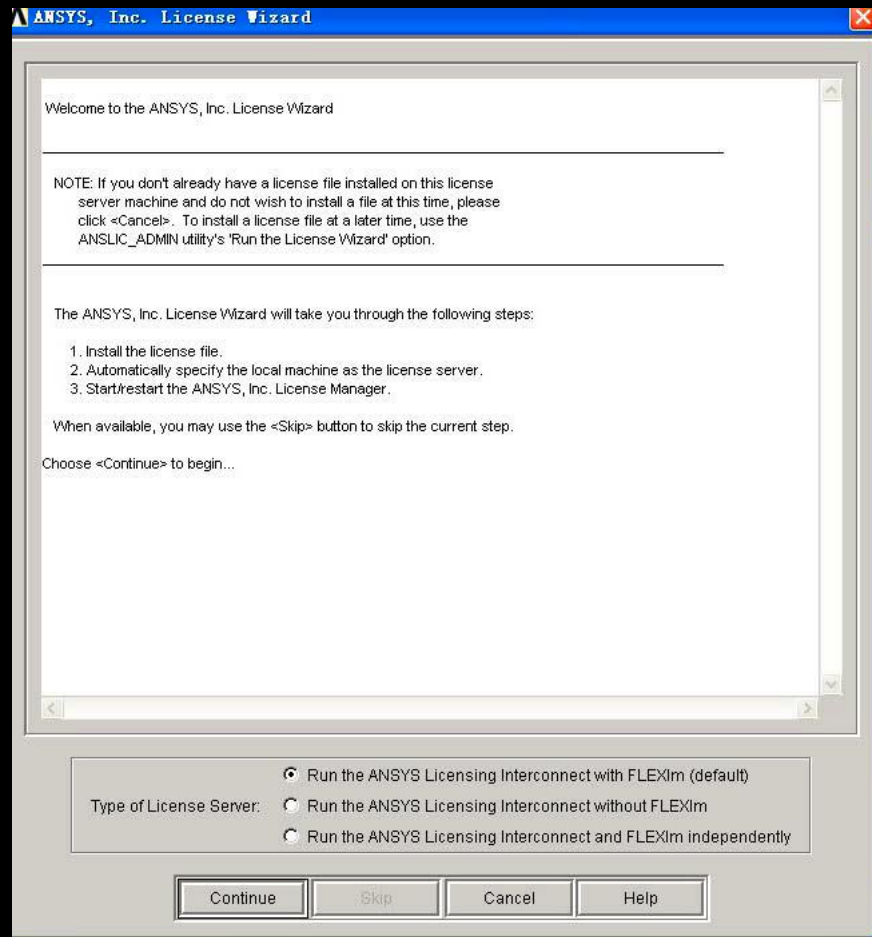 ANSYS, Inc. License Wizard
Welcome to the ANSYS, Inc. License Wizard
NOTE: If you don't already have a license file installed on this license
server machine and do not wish to install a file at this time, please
click <Cancel>. To install a license file at a later time, use the
ANSLIC_ADMIN utility's 'Run the License Wizard' option.
The ANSYS, Inc. License Wizard will take you through the following steps:
1. Install the license file.
2. Automatically specify the local machine as the license server.
3. Start/restart the ANSYS, Inc. License Manager.
When available, you may use the <Skip> button to skip the current step.
Choose <Continue> to begin...
Run the ANSYS Licensing Interconnect with FLEXlm (default)
Type of License Server: Run the ANSYS Licensing Interconnect without FLEXlm
Run the ANSYS Licensing Interconnect and FLEXlm independently
Continue Skip Cancel Help